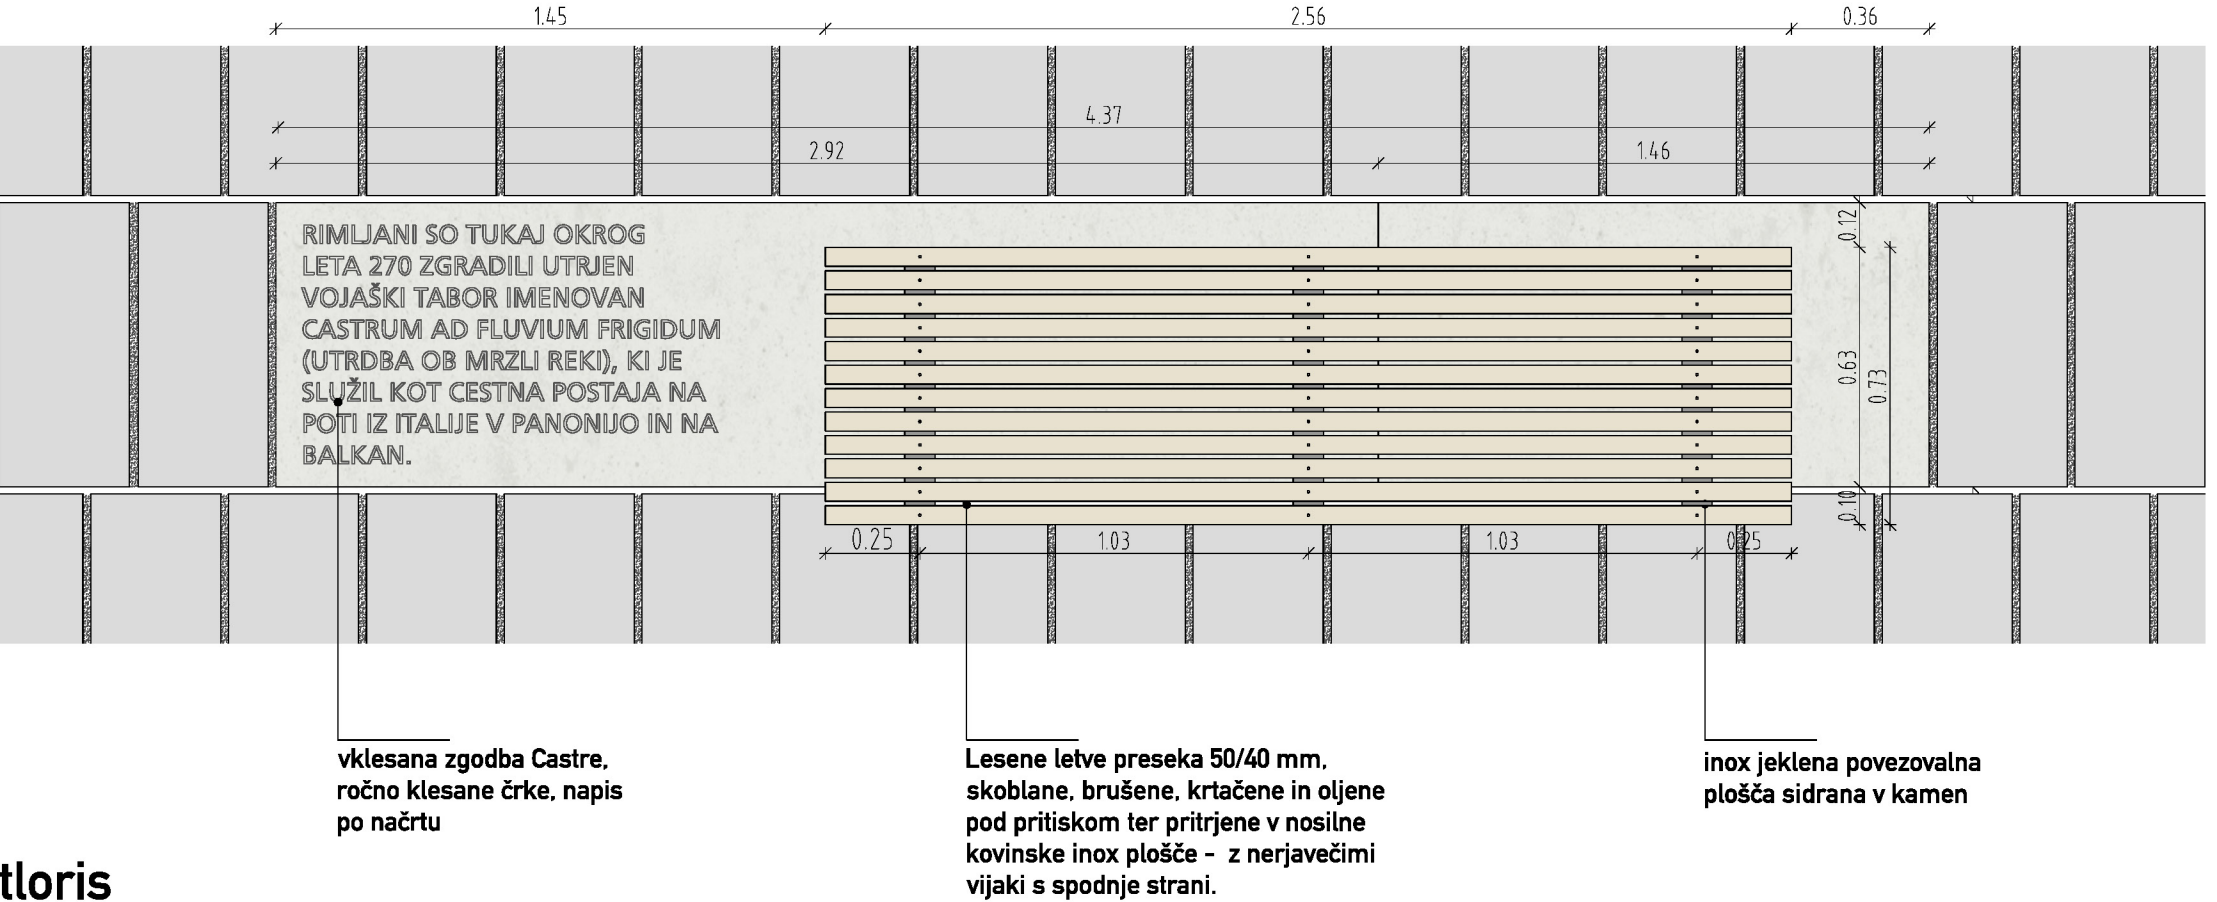 1.45
2.56
0.36
4.37
2.92
1.46
RIMLJANI SO TUKAJ OKROG
LETA 270 ZGRADILI UTRJEN
VOJAŠKI TABOR IMENOVAN
CASTRUM AD FLUVIUM FRIGIDUM
(UTRDBA OB MRZLI REKI), KI JE
SLUŽIL KOT CESTNA POSTAJA NA
POTI IZ ITALIJE V PANONIJO IN NA
BALKAN.
0.12
0.63
0.73
0.10
0.25
1.03
1.03
0.25
vklesana zgodba Castre,
ročno klesane črke, napis
po načrtu
Lesene letve preseka 50/40 mm,
skoblane, brušene, krtačene in oljene
pod pritiskom ter pritrjene v nosilne
kovinske inox plošče - z nerjavečimi
vijaki s spodnje strani.
inox jeklena povezovalna
plošča sidrana v kamen
tloris